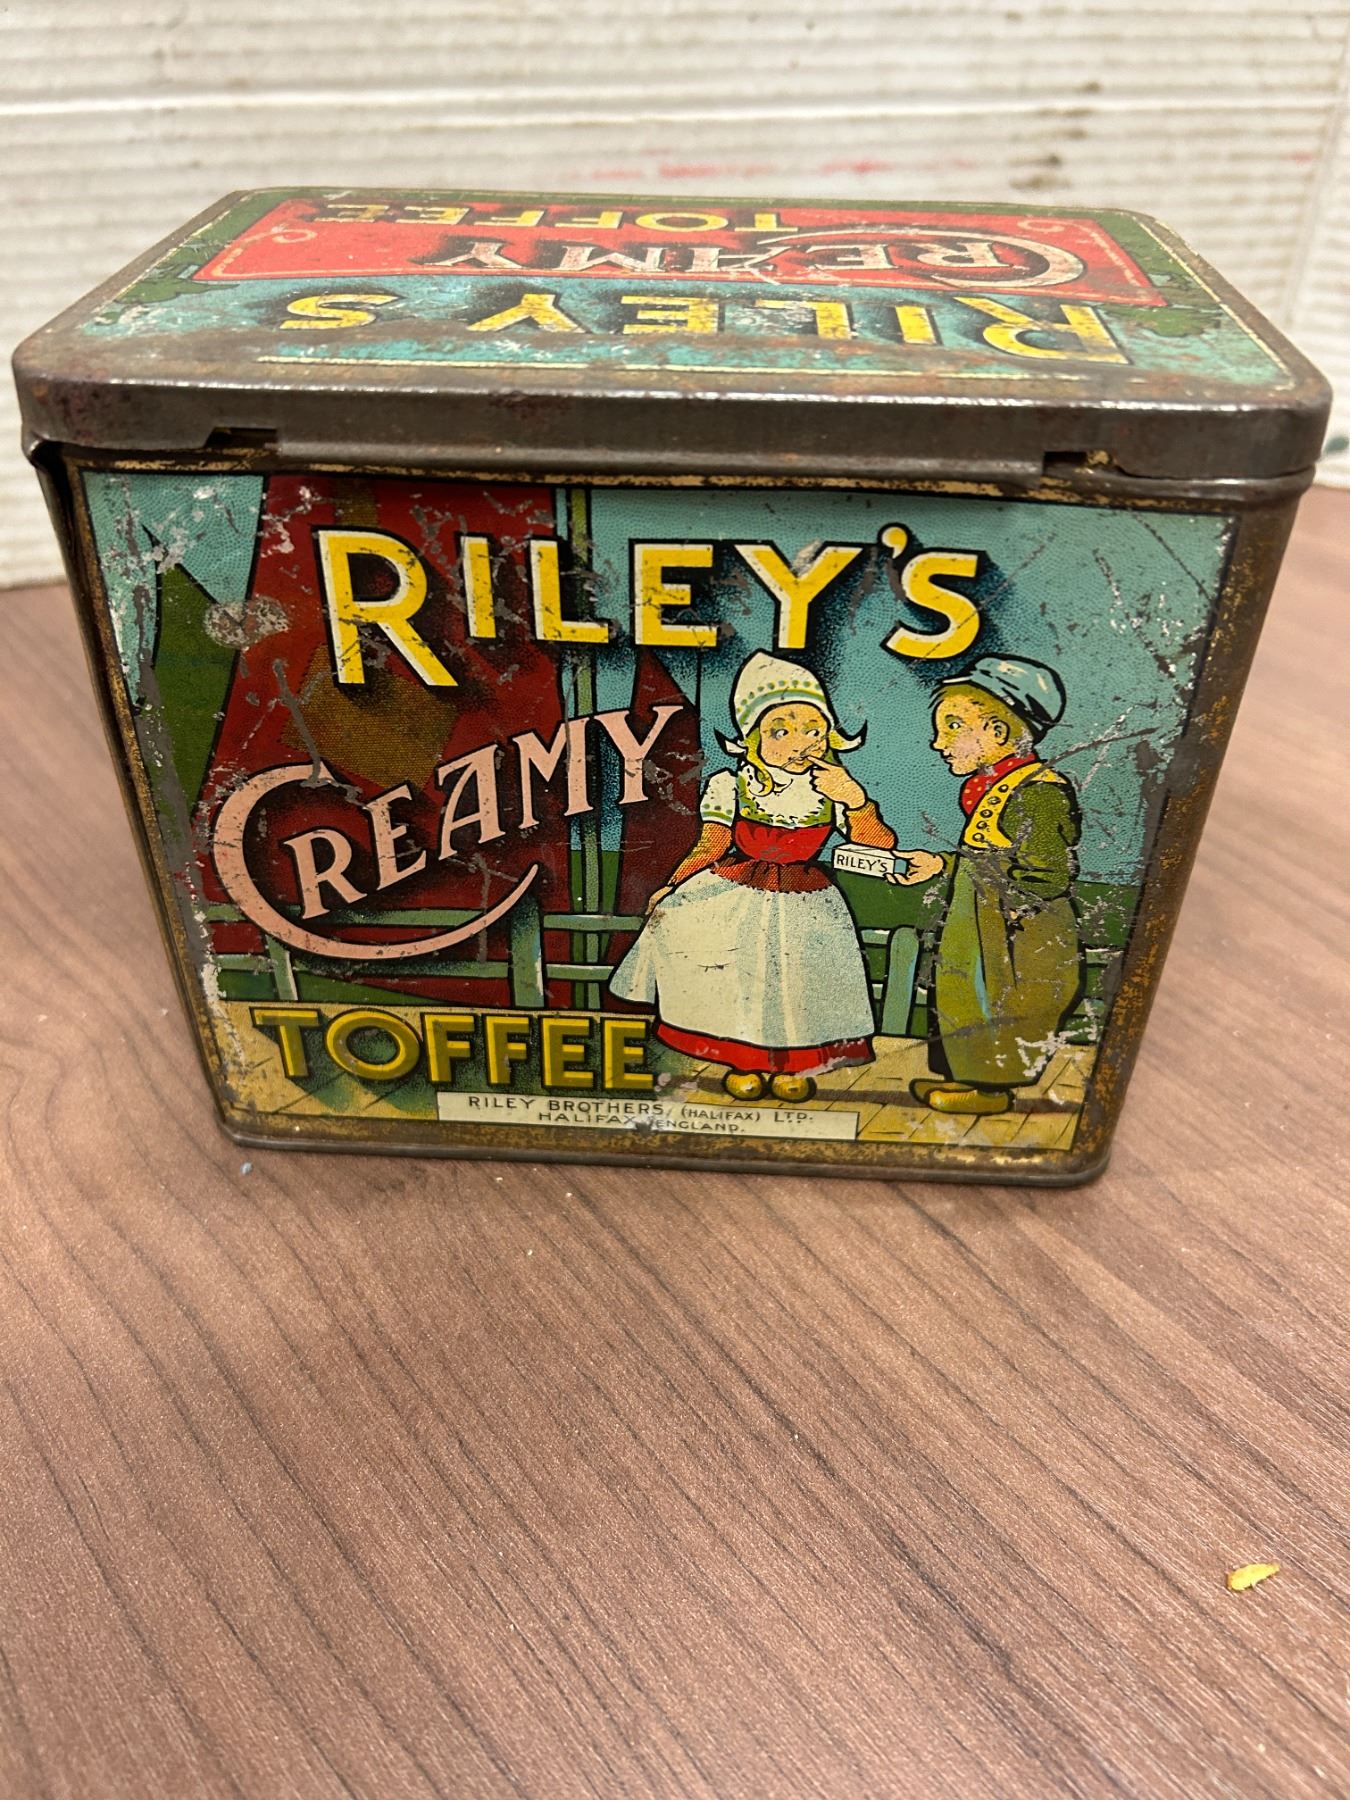 TOFFEE
CREAMY
RILEY'S
RILEY'S
CREAMY
RILEY'S
TOFFEE
RILEY BROTHERS, (HALIFAX) LTD.
HALIFAX, ENGLAND.